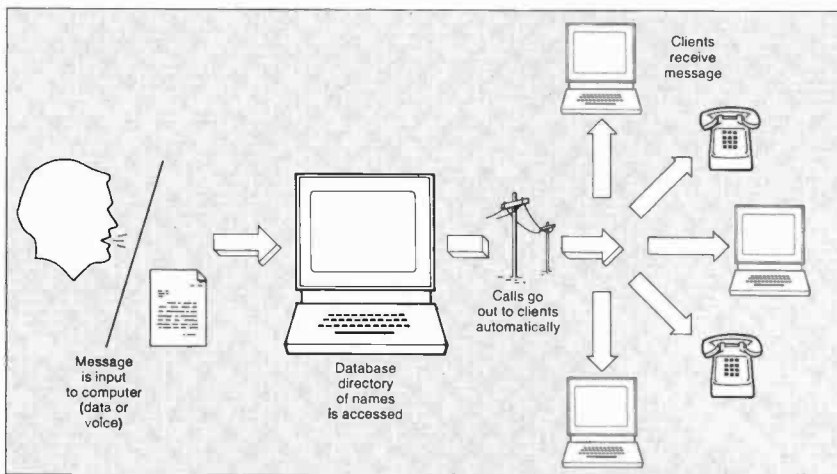 Message
is input
to computer
(data or
voice)
Database
directory
of names
is accessed
Calls go
out to clients
automatically
Clients
receive
message